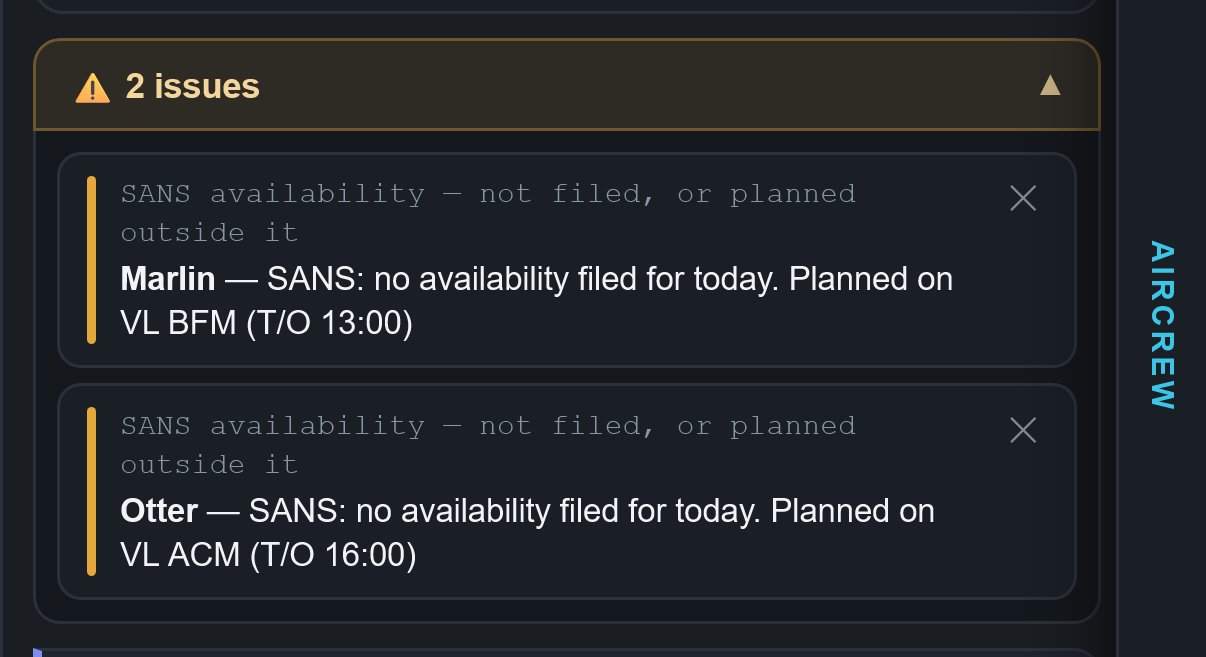 ⚠️ 2 issues ▲
SANS availability — not filed, or planned
outside it
Marlin — SANS: no availability filed for today. Planned on
VL BFM (T/O 13:00)
SANS availability — not filed, or planned
outside it
Otter — SANS: no availability filed for today. Planned on
VL ACM (T/O 16:00)
AIRCREW